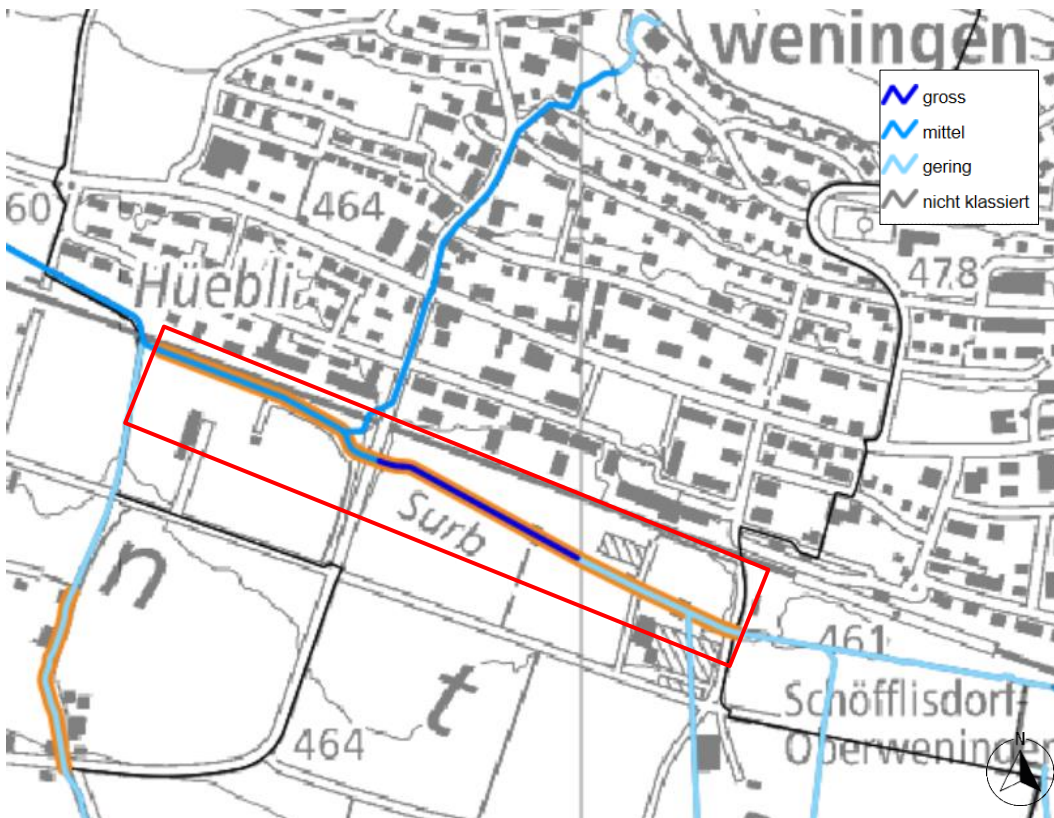 weningen
gross
mittel
gering
nicht klassiert
60
464
Hüebli
478
Surb
n
t
461
464
Schöfflisdorf-
Oberweningen
N